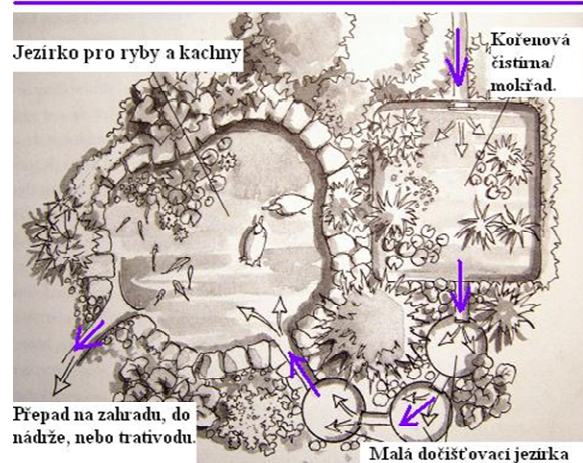 Jezírko pro ryby a kachny
Kořenová
čistírna/
mokřad.
Přepad na zahradu, do
nádrže, nebo trativodu.
Malá dočišťovací jezírka